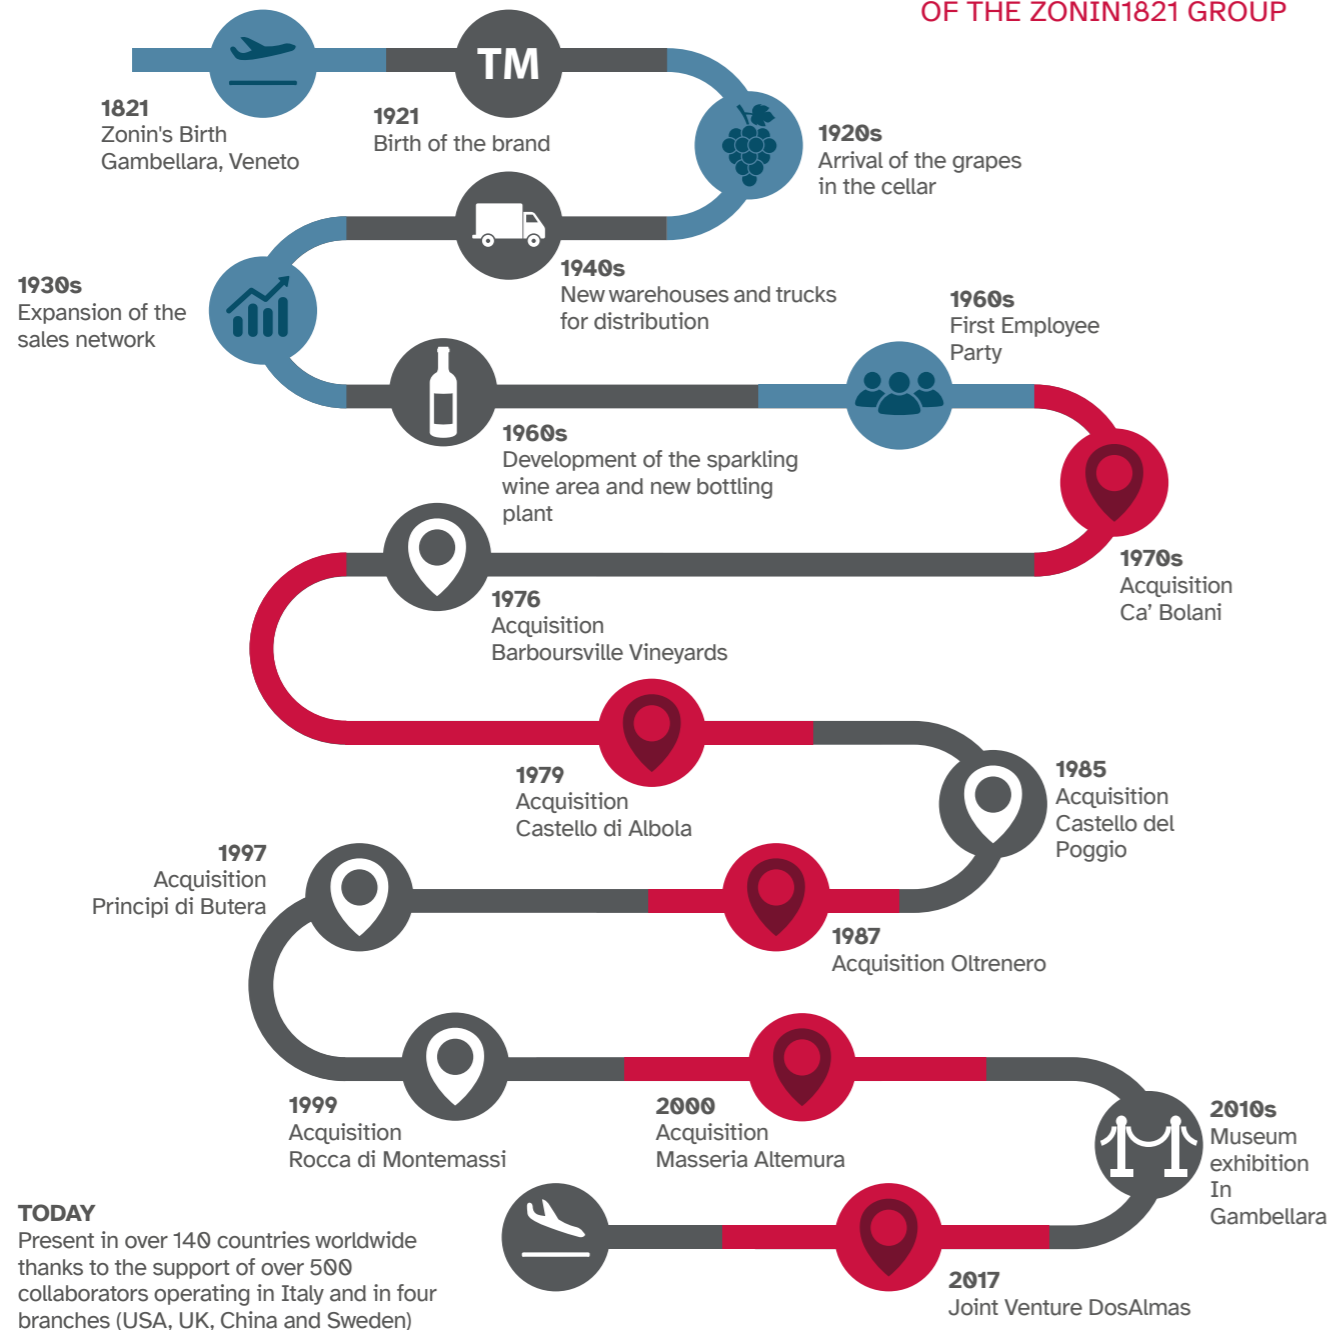 OF THE ZONIN1821 GROUP
TM
1821
Zonin's Birth
Gambellara, Veneto
1921
Birth of the brand
1920s
Arrival of the grapes
in the cellar
1940s
New warehouses and trucks
for distribution
1930s
Expansion of the
sales network
1960s
Development of the sparkling
wine area and new bottling
plant
1960s
First Employee
Party
1970s
Acquisition
Ca’ Bolani
1976
Acquisition
Barboursville Vineyards
1979
Acquisition
Castello di Albola
1985
Acquisition
Castello del
Poggio
1987
Acquisition Oltrenero
1997
Acquisition
Principi di Butera
1999
Acquisition
Rocca di Montemassi
2000
Acquisition
Masseria Altemura
2010s
Museum
exhibition
In
Gambellara
2017
Joint Venture DosAlmas
TODAY
Present in over 140 countries worldwide
thanks to the support of over 500
collaborators operating in Italy and in four
branches (USA, UK, China and Sweden)